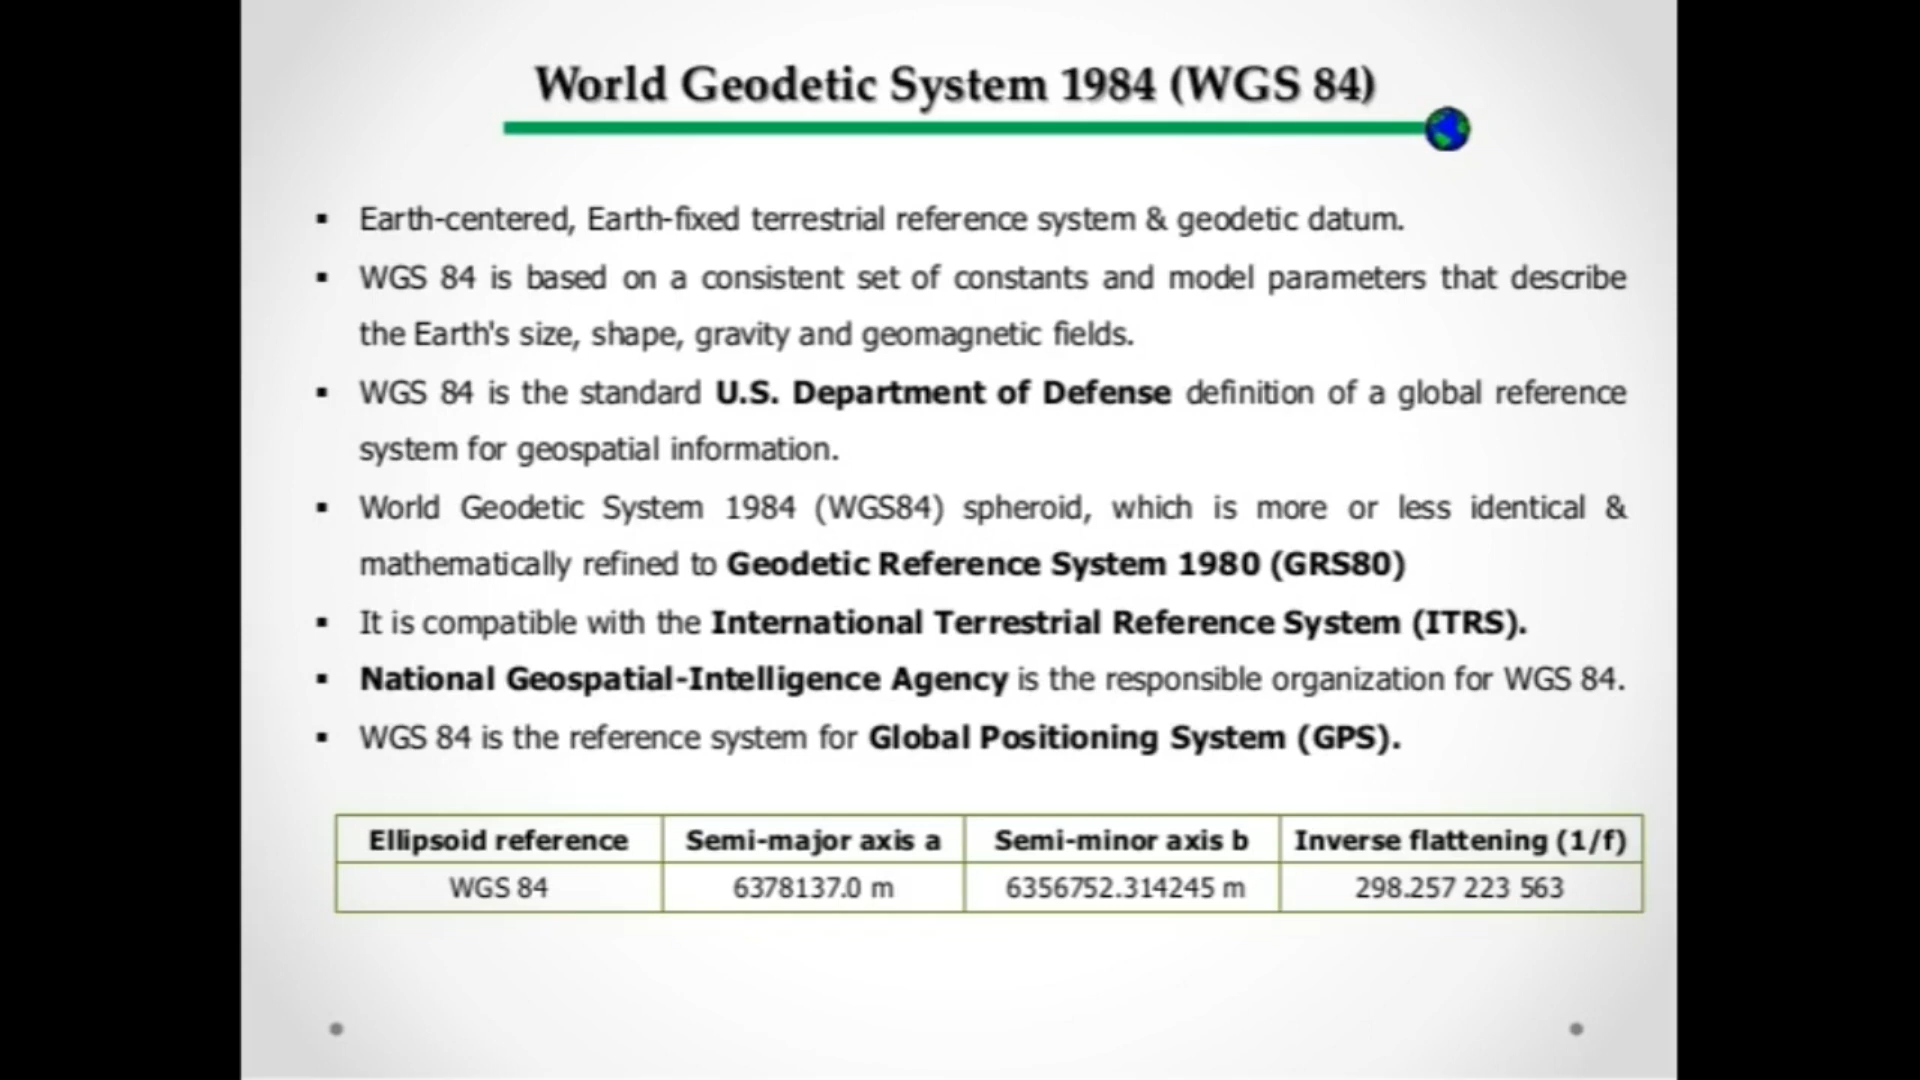 World Geodetic System 1984 (WGS 84)
▪ Earth-centered, Earth-fixed terrestrial reference system & geodetic datum.
▪ WGS 84 is based on a consistent set of constants and model parameters that describe
the Earth's size, shape, gravity and geomagnetic fields.
▪ WGS 84 is the standard U.S. Department of Defense definition of a global reference
system for geospatial information.
▪ World Geodetic System 1984 (WGS84) spheroid, which is more or less identical &
mathematically refined to Geodetic Reference System 1980 (GRS80)
▪ It is compatible with the International Terrestrial Reference System (ITRS).
▪ National Geospatial-Intelligence Agency is the responsible organization for WGS 84.
▪ WGS 84 is the reference system for Global Positioning System (GPS).
Ellipsoid reference Semi-major axis a Semi-minor axis b Inverse flattening (1/f)
WGS 84 6378137.0 m 6356752.314245 m 298.257 223 563